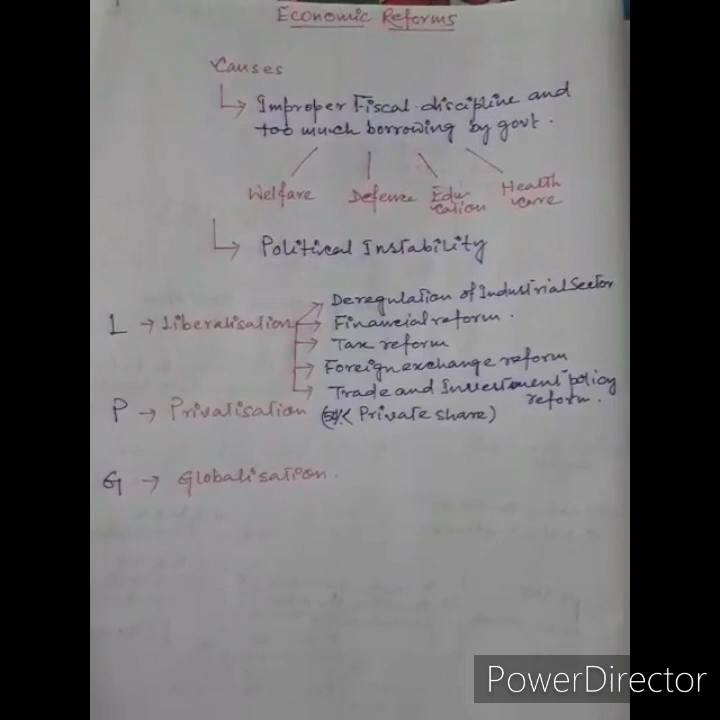 Economic Reforms
Causes
↳ Improper Fiscal discipline and
too much borrowing by govt.
Welfare Defence Edu Health
cation care
↳ Political Instability
L → Liberalisation
→ Deregulation of Industrial Sector
→ Financial reform.
→ Tax reform
→ Foreign exchange reform
→ Trade and Investment policy
reform.
P → Privatisation ( < Private share)
G → Globalisation.
PowerDirector